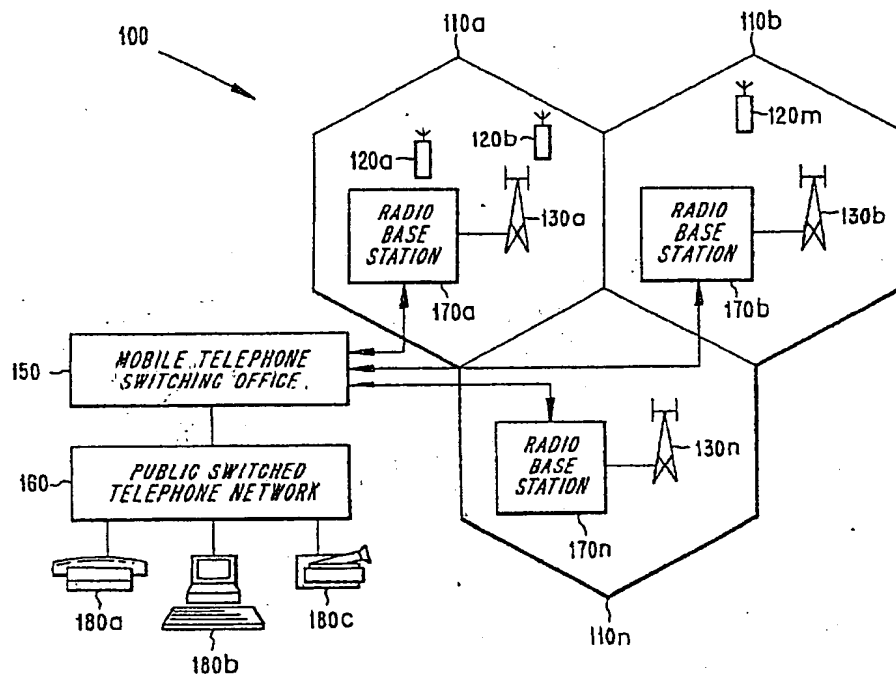 100
110a
110b
120a
120b
120m
130a
130b
RADIO
BASE
STATION
170a
RADIO
BASE
STATION
170b
150
MOBILE TELEPHONE
SWITCHING OFFICE
160
PUBLIC SWITCHED
TELEPHONE NETWORK
RADIO
BASE
STATION
130n
170n
180a
180b
180c
110n